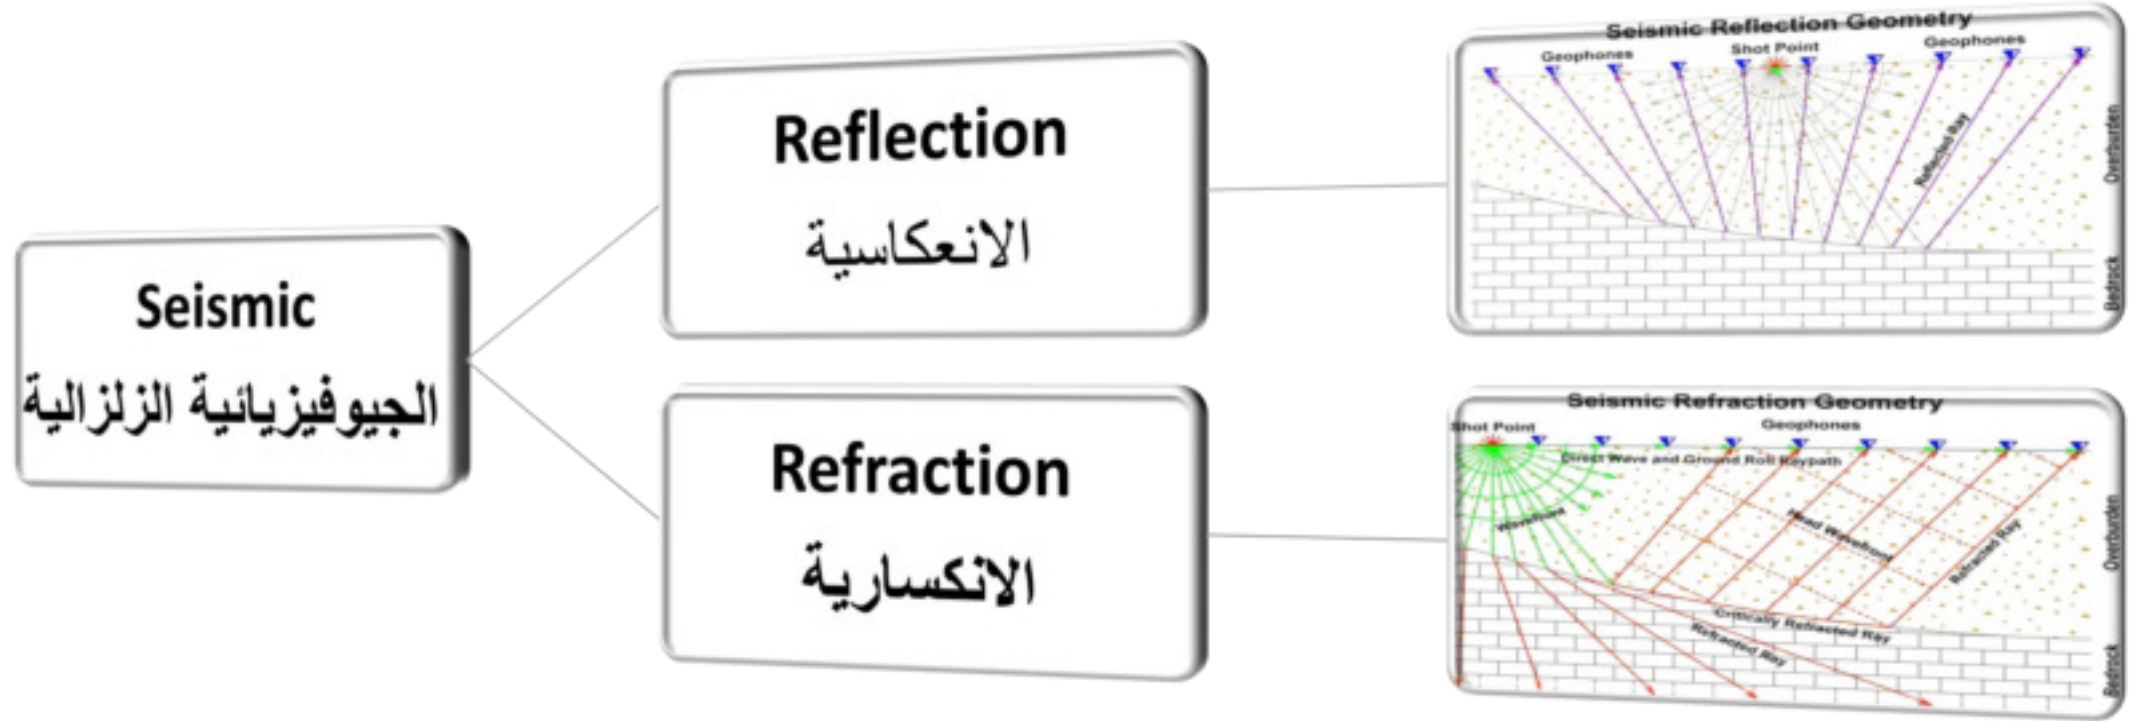 Seismic
الجيوفيزيائية الزلزالية
Reflection
الانعكاسية
Refraction
الانكسارية
Seismic Reflection Geometry
Geophones
Shot Point
Geophones
Reflected Ray
Overburden
Bedrock
Seismic Refraction Geometry
Shot Point
Geophones
Direct Wave and Ground Roll Raypath
Wavefront
Head Wavefront
Refracted Ray
Critically Refracted Ray
Refracted Ray
Overburden
Bedrock